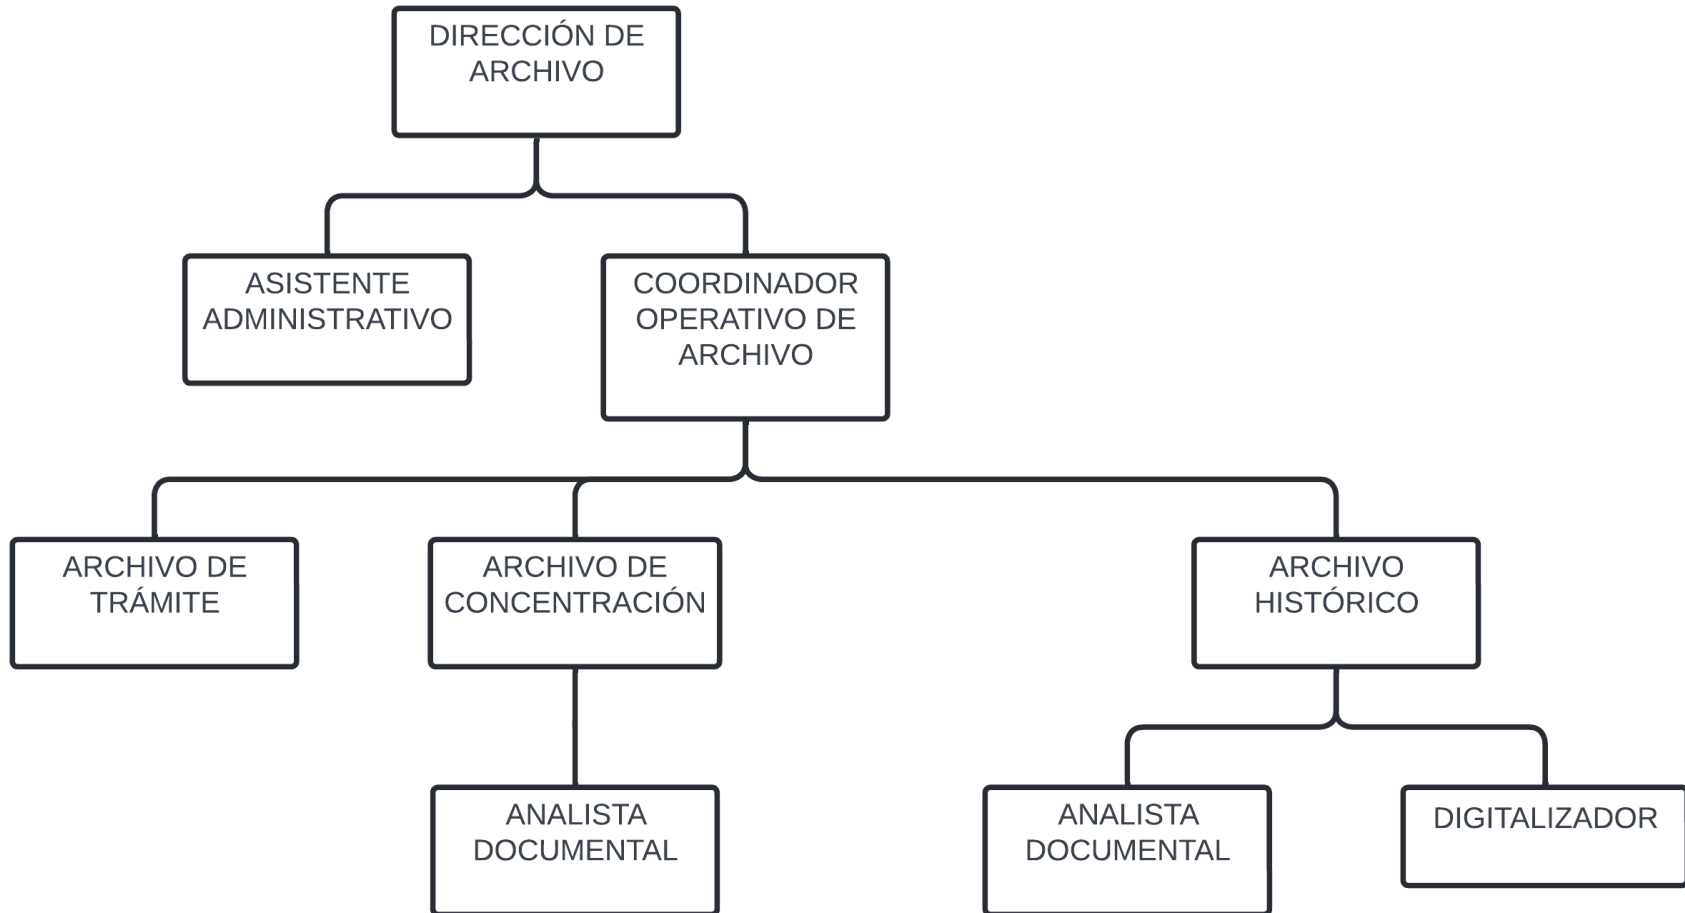 DIRECCIÓN DE
ARCHIVO
ASISTENTE
ADMINISTRATIVO
COORDINADOR
OPERATIVO DE
ARCHIVO
ARCHIVO DE
TRÁMITE
ARCHIVO DE
CONCENTRACIÓN
ARCHIVO
HISTÓRICO
ANALISTA
DOCUMENTAL
ANALISTA
DOCUMENTAL
DIGITALIZADOR